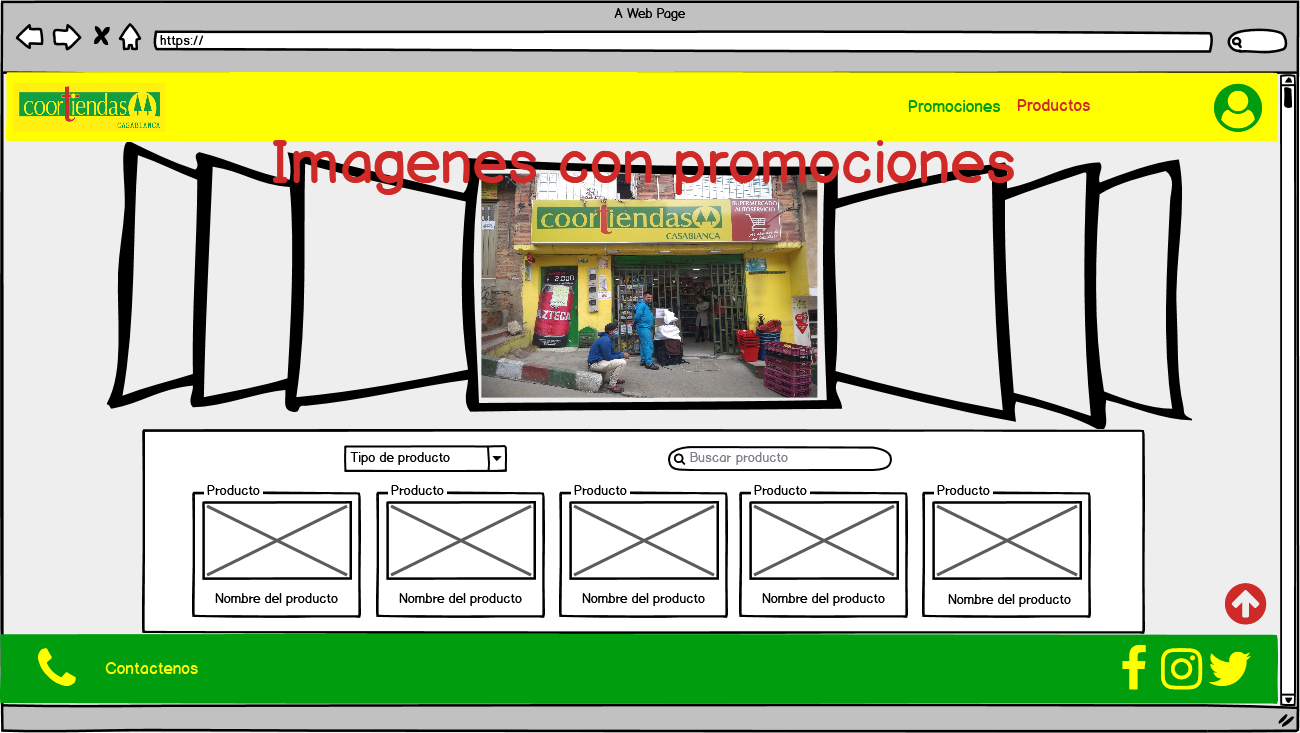 A Web Page
https://
coortiendas
CASABIANCA
Promociones
Productos
Imagenes con promociones
coortiendas
CASABIANCA
SUPERMERCADO
AUTOSERVICIO
2.000
AZTECA
Tipo de producto
Buscar producto
Producto
Producto
Producto
Producto
Producto
Nombre del producto
Nombre del producto
Nombre del producto
Nombre del producto
Nombre del producto
Contactenos